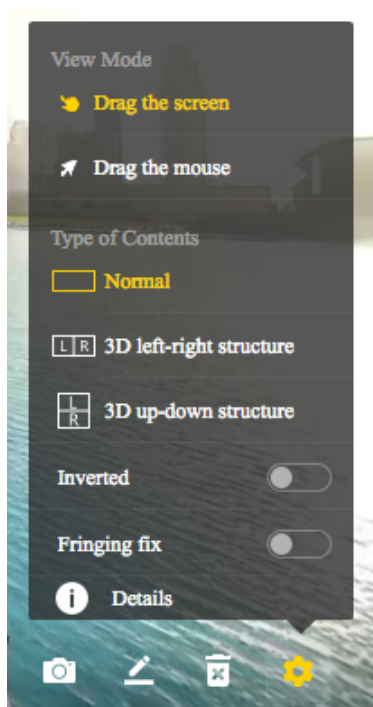 View Mode
Drag the screen
Drag the mouse
Type of Contents
Normal
L R 3D left-right structure
L
R 3D up-down structure
Inverted
Fringing fix
i Details